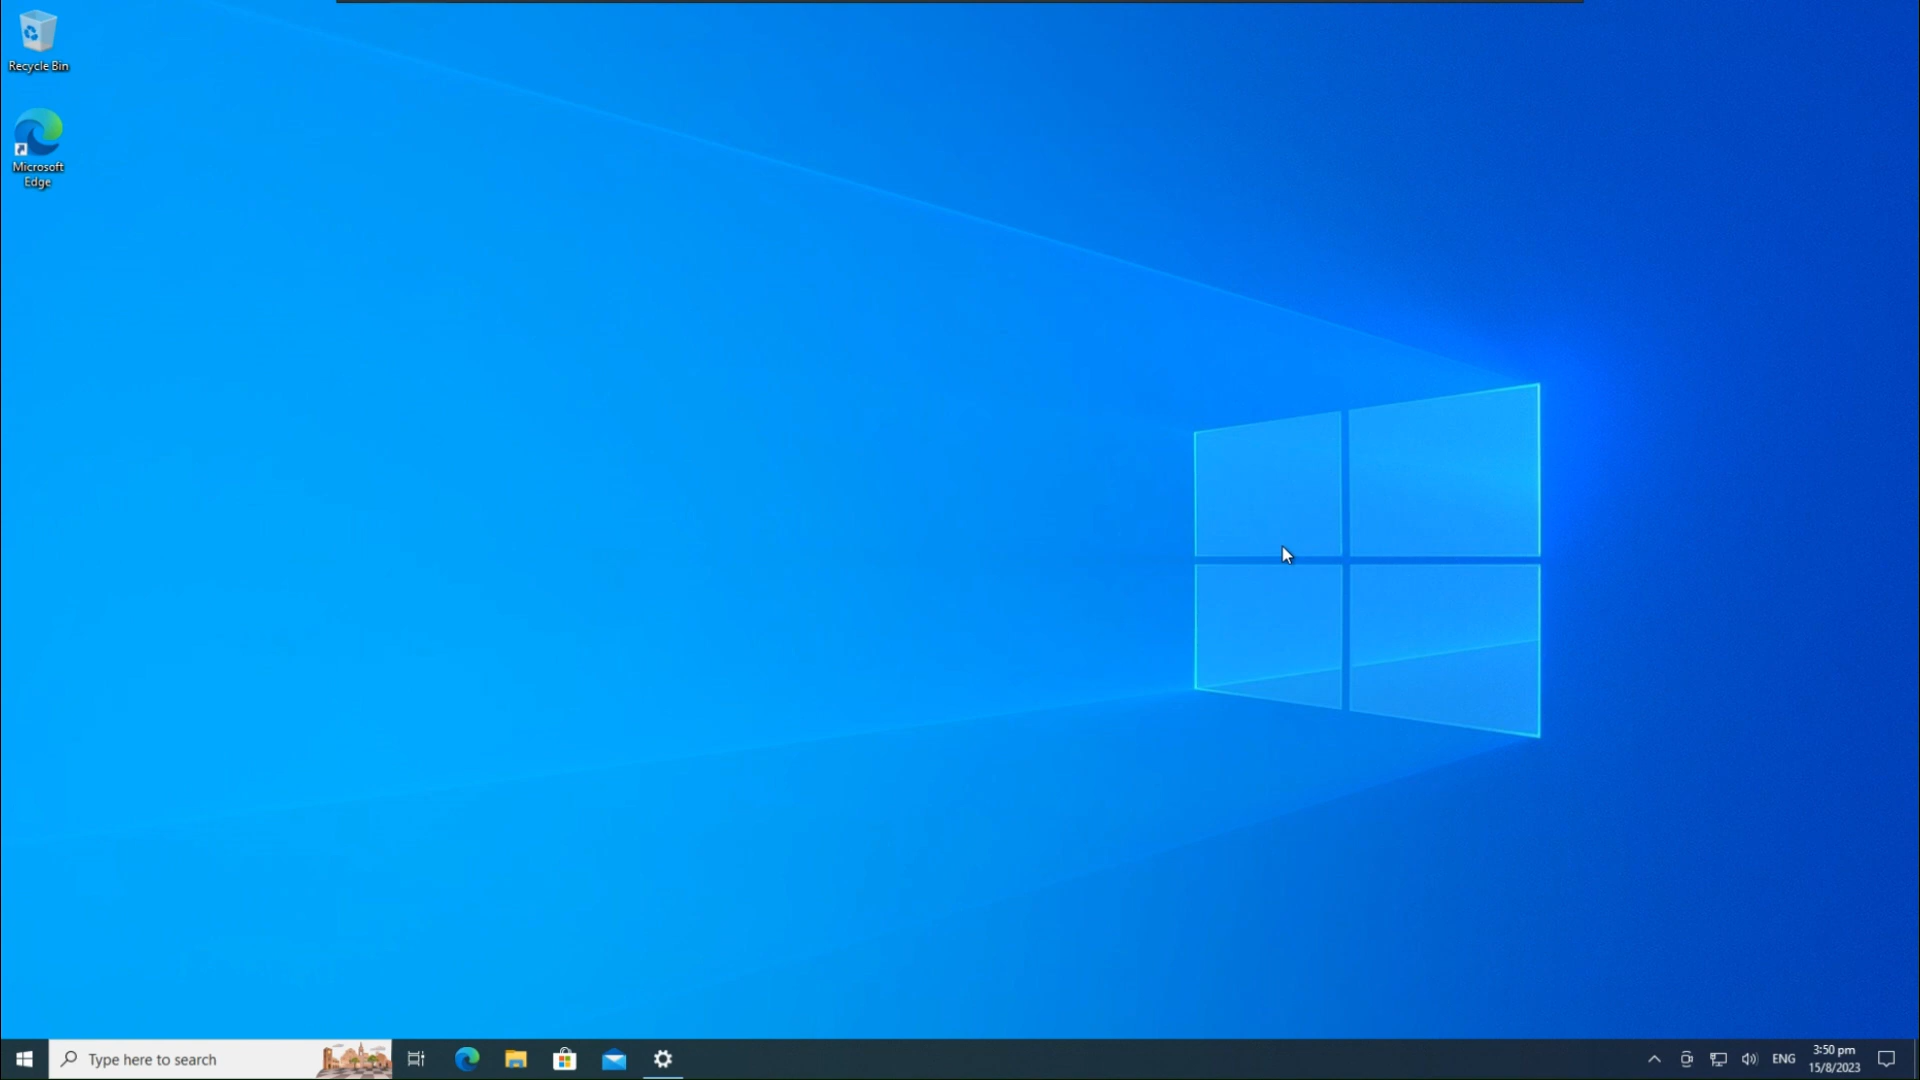 Recycle Bin
Microsoft
Edge
Type here to search
ENG
3:50 pm
15/8/2023